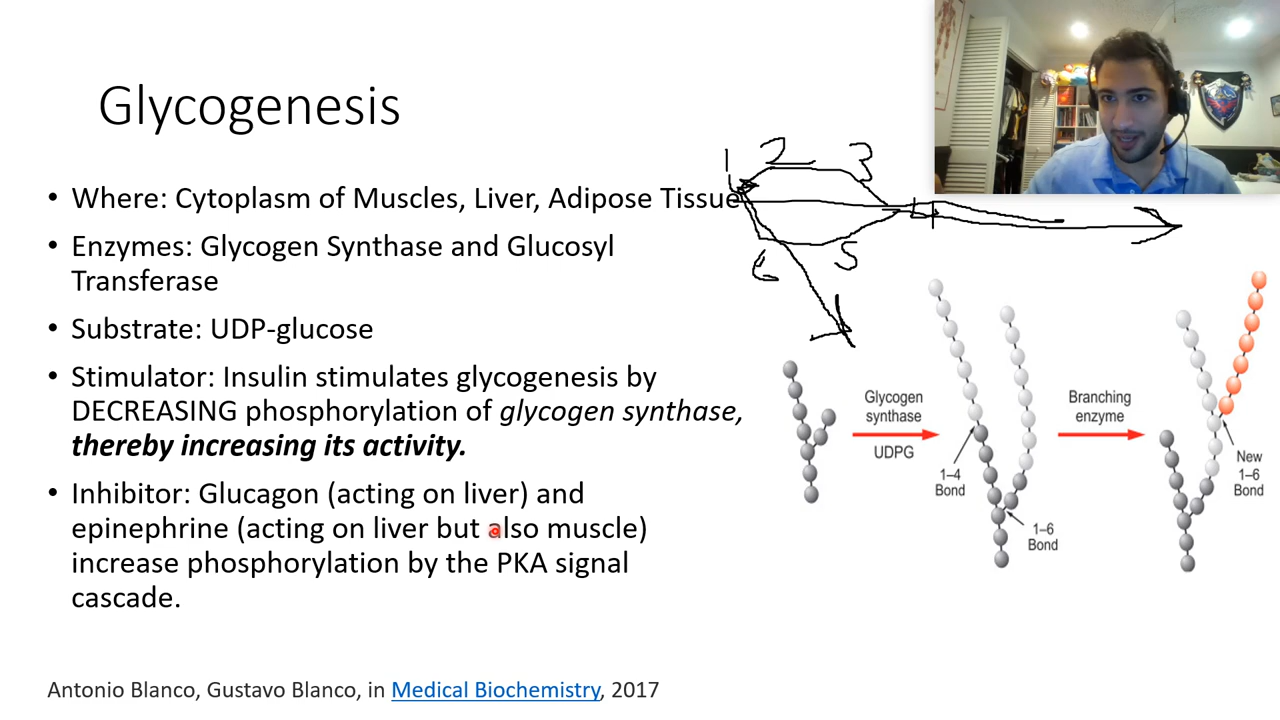 Glycogenesis
• Where: Cytoplasm of Muscles, Liver, Adipose Tissue
• Enzymes: Glycogen Synthase and Glucosyl
Transferase
• Substrate: UDP-glucose
• Stimulator: Insulin stimulates glycogenesis by
DECREASING phosphorylation of glycogen synthase,
thereby increasing its activity.
• Inhibitor: Glucagon (acting on liver) and
epinephrine (acting on liver but also muscle)
increase phosphorylation by the PKA signal
cascade.
1 2 3
4
6 5
Glycogen
synthase
UDPG
1–4
Bond
1–6
Bond
Branching
enzyme
New
1–6
Bond
Antonio Blanco, Gustavo Blanco, in Medical Biochemistry, 2017